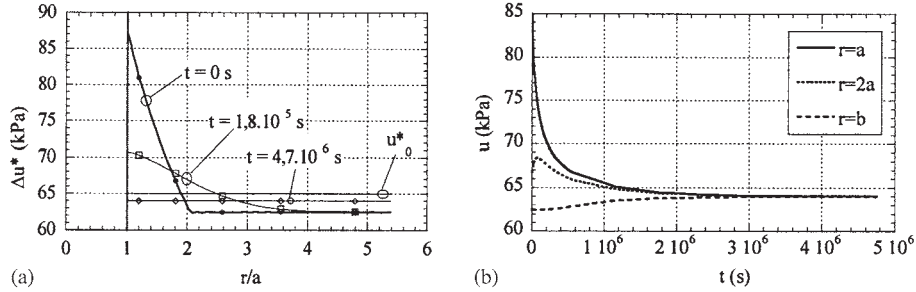 90
85
80
75
70
65
60
Δu* (kPa)
t = 0 s
t = 1,8.10⁵ s
t = 4,7.10⁶ s
u*₀
0 1 2 3 4 5 6
r/a
(a)
85
80
75
70
65
60
u (kPa)
r=a
r=2a
r=b
0 1 10⁶ 2 10⁶ 3 10⁶ 4 10⁶ 5 10⁶
t (s)
(b)